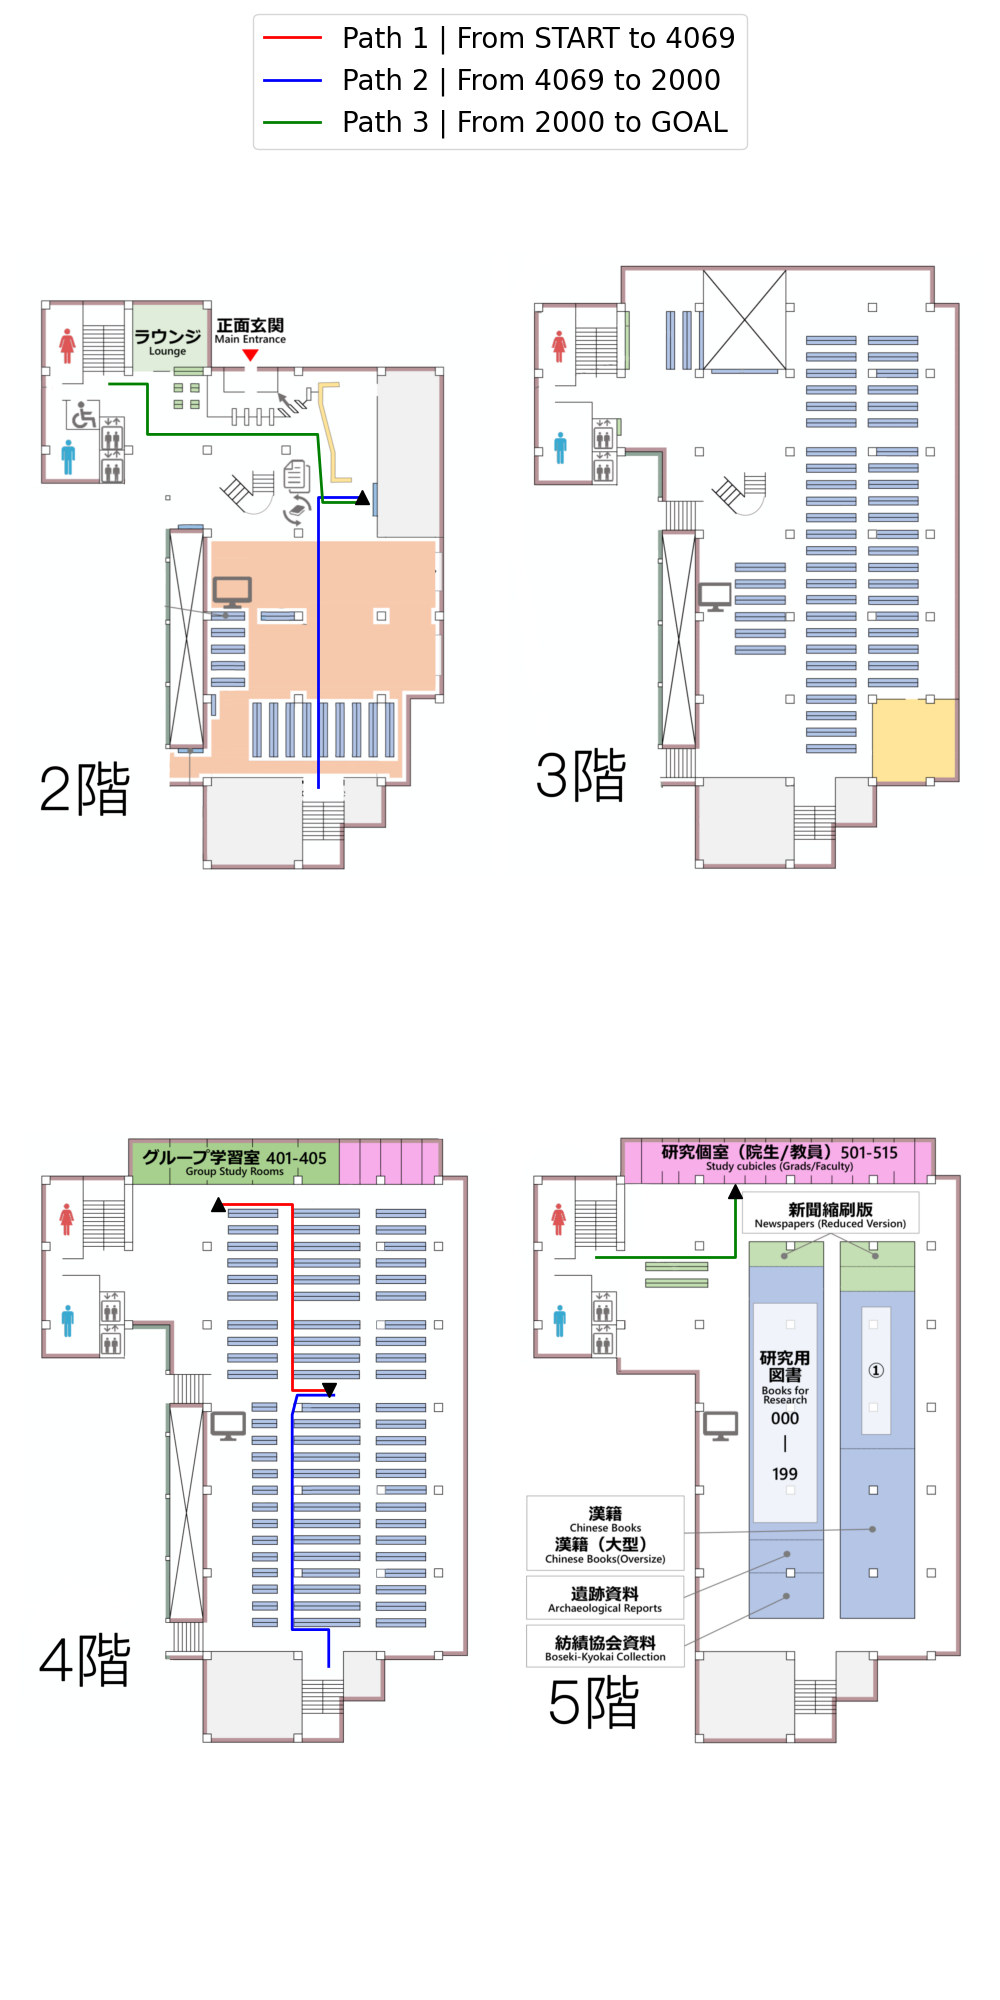 Path 1 | From START to 4069
Path 2 | From 4069 to 2000
Path 3 | From 2000 to GOAL
ラウンジ
Lounge
正面玄関
Main Entrance
2階
3階
グループ学習室 401-405
Group Study Rooms
4階
研究個室（院生/教員）501-515
Study cubicles (Grads/Faculty)
新聞縮刷版
Newspapers (Reduced Version)
研究用
図書
Books for
Research
000
|
199
①
漢籍
Chinese Books
漢籍（大型）
Chinese Books(Oversize)
遺跡資料
Archaeological Reports
紡績協会資料
Boseki-Kyokai Collection
5階